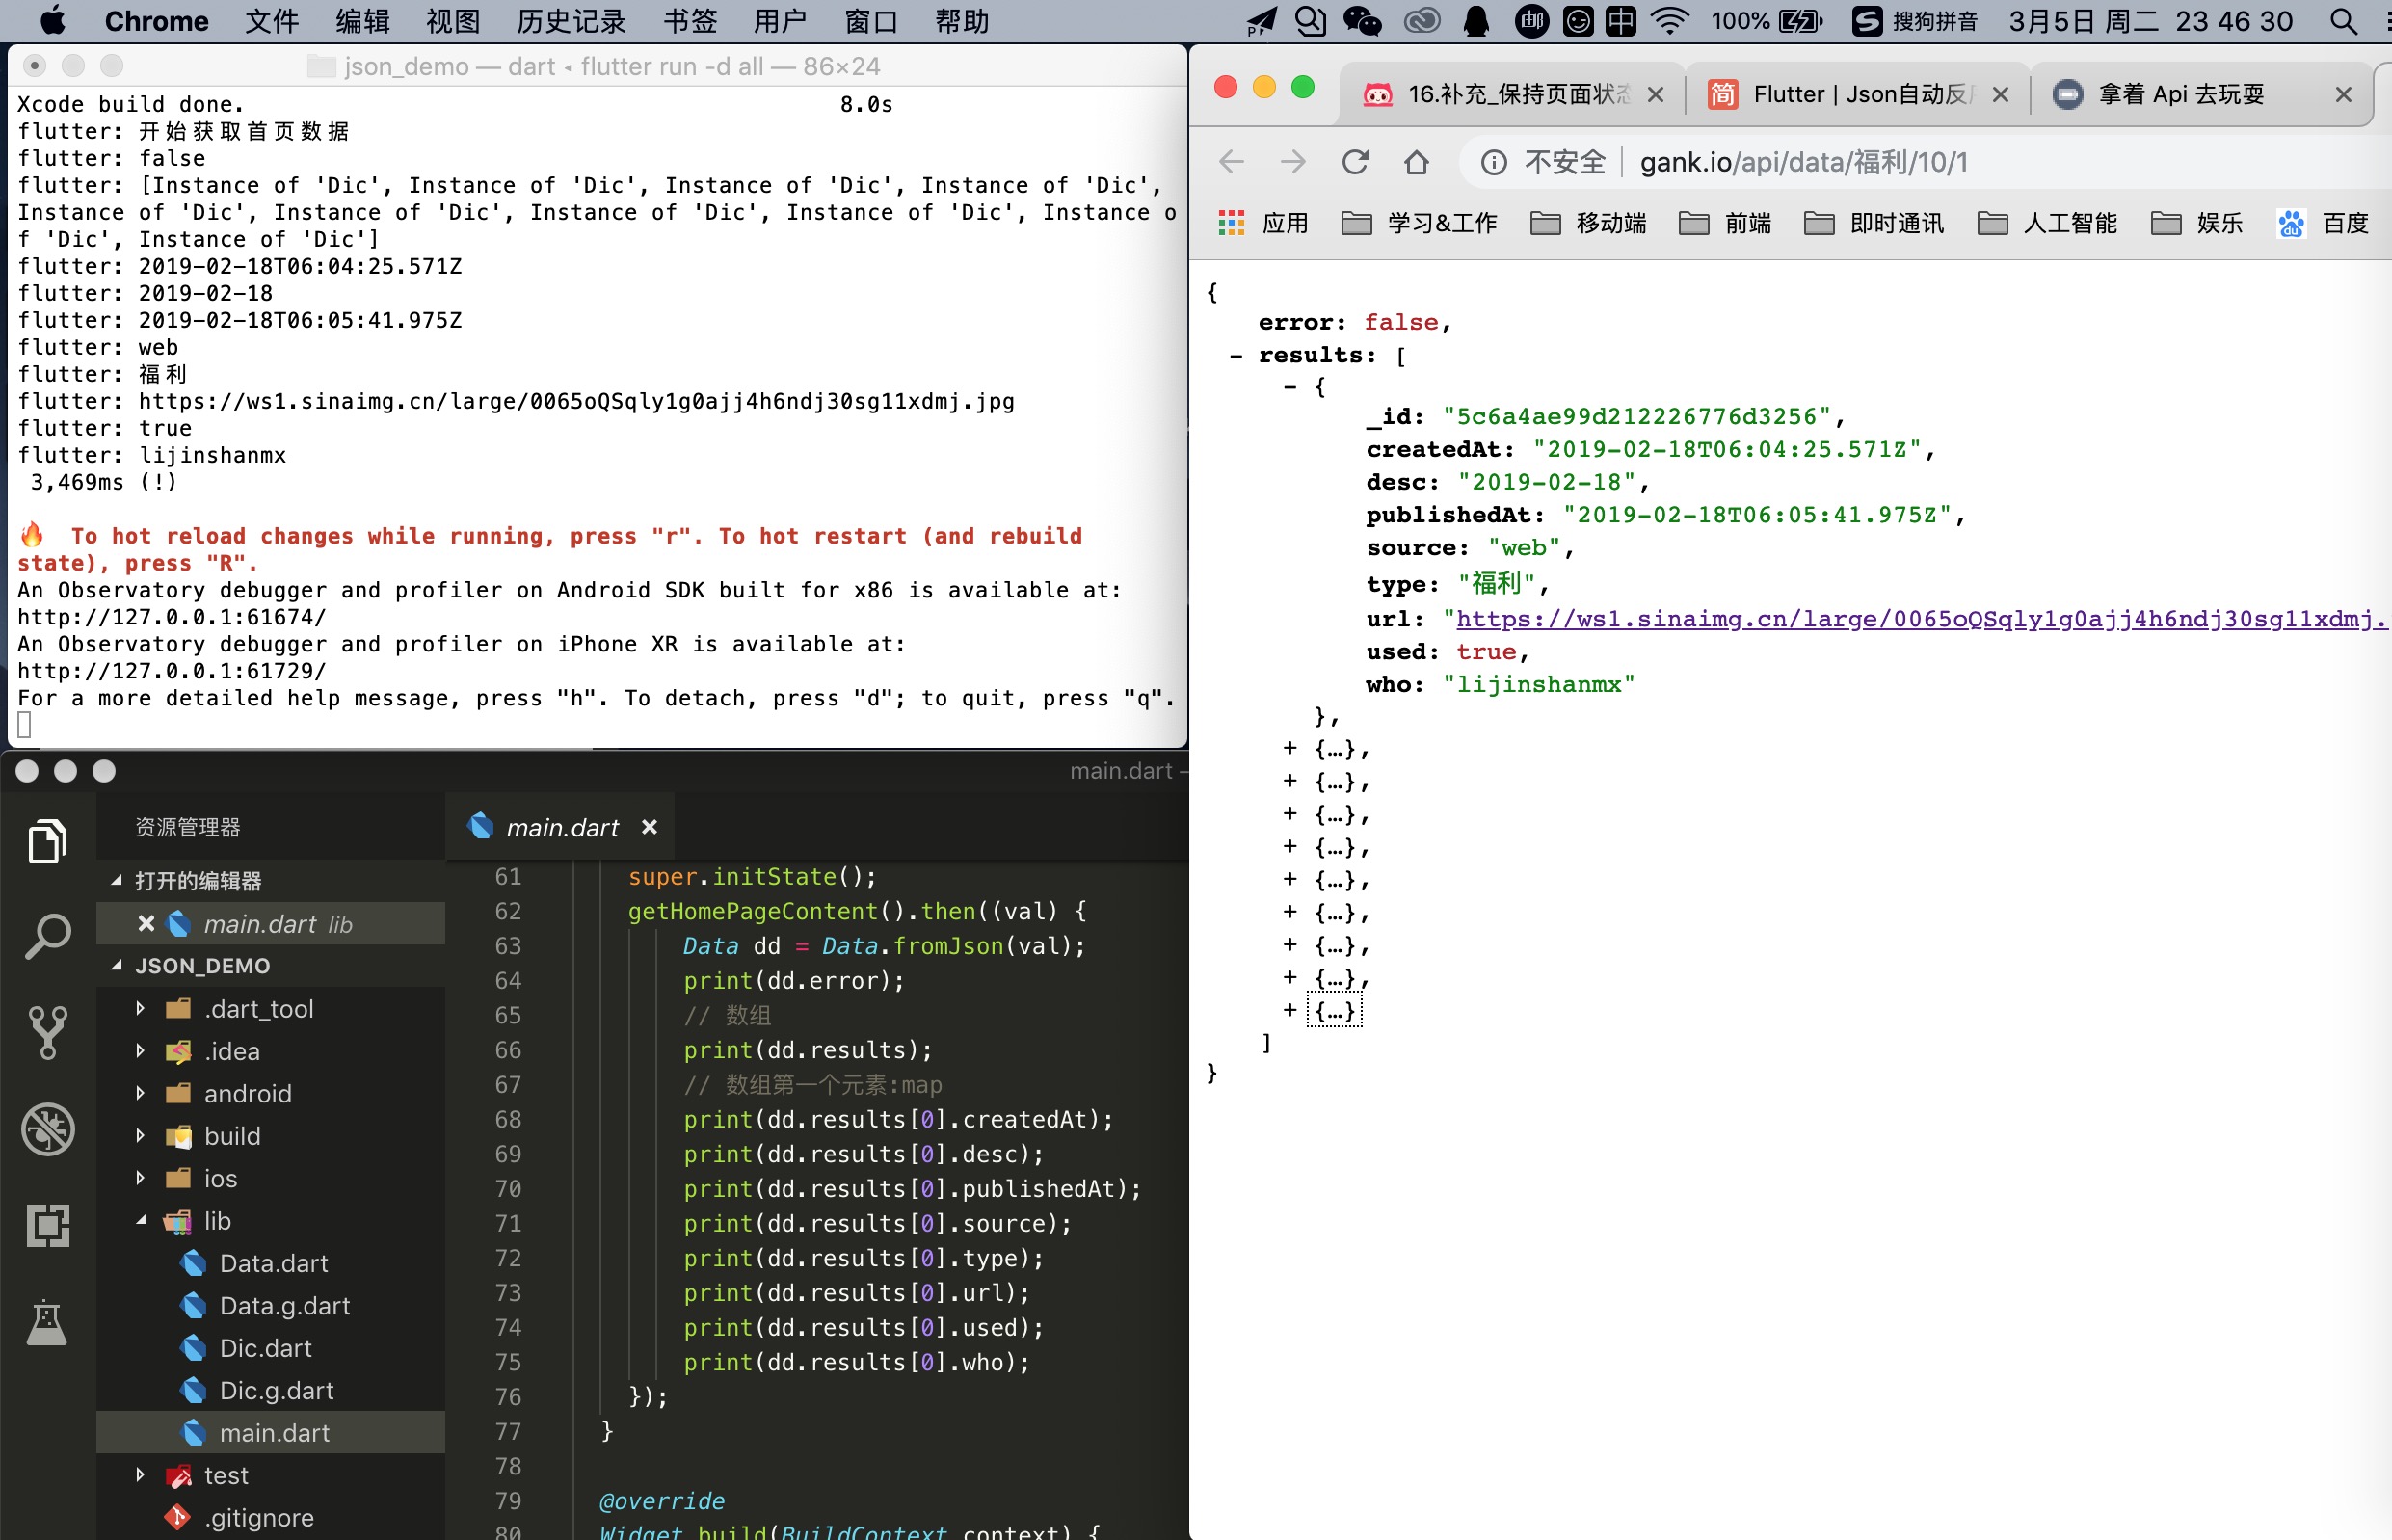 Chrome 文件 编辑 视图 历史记录 书签 用户 窗口 帮助 100% 搜狗拼音 3月5日 周二 23 46 30
json_demo — dart ◂ flutter run -d all — 86×24
Xcode build done. 8.0s
flutter: 开始获取首页数据
flutter: false
flutter: [Instance of 'Dic', Instance of 'Dic', Instance of 'Dic', Instance of 'Dic',
Instance of 'Dic', Instance of 'Dic', Instance of 'Dic', Instance of 'Dic', Instance o
f 'Dic', Instance of 'Dic']
flutter: 2019-02-18T06:04:25.571Z
flutter: 2019-02-18
flutter: 2019-02-18T06:05:41.975Z
flutter: web
flutter: 福利
flutter: https://ws1.sinaimg.cn/large/0065oQSqly1g0ajj4h6ndj30sg11xdmj.jpg
flutter: true
flutter: lijinshanmx
3,469ms (!)
🔥 To hot reload changes while running, press "r". To hot restart (and rebuild
state), press "R".
An Observatory debugger and profiler on Android SDK built for x86 is available at:
http://127.0.0.1:61674/
An Observatory debugger and profiler on iPhone XR is available at:
http://127.0.0.1:61729/
For a more detailed help message, press "h". To detach, press "d"; to quit, press "q".
main.dart —
资源管理器
打开的编辑器
main.dart lib
JSON_DEMO
.dart_tool
.idea
android
build
ios
lib
Data.dart
Data.g.dart
Dic.dart
Dic.g.dart
main.dart
test
.gitignore
main.dart
61 super.initState();
62 getHomePageContent().then((val) {
63 Data dd = Data.fromJson(val);
64 print(dd.error);
65 // 数组
66 print(dd.results);
67 // 数组第一个元素:map
68 print(dd.results[0].createdAt);
69 print(dd.results[0].desc);
70 print(dd.results[0].publishedAt);
71 print(dd.results[0].source);
72 print(dd.results[0].type);
73 print(dd.results[0].url);
74 print(dd.results[0].used);
75 print(dd.results[0].who);
76 });
77 }
78
79 @override
80 Widget build(BuildContext context) {
16.补充_保持页面状态 简 Flutter | Json自动反 拿着 Api 去玩耍
不安全 gank.io/api/data/福利/10/1
应用 学习&工作 移动端 前端 即时通讯 人工智能 娱乐 百度
{
error: false,
- results: [
- {
_id: "5c6a4ae99d212226776d3256",
createdAt: "2019-02-18T06:04:25.571Z",
desc: "2019-02-18",
publishedAt: "2019-02-18T06:05:41.975Z",
source: "web",
type: "福利",
url: "https://ws1.sinaimg.cn/large/0065oQSqly1g0ajj4h6ndj30sg11xdmj.
used: true,
who: "lijinshanmx"
},
+ {…},
+ {…},
+ {…},
+ {…},
+ {…},
+ {…},
+ {…},
+ {…},
+ {…}
]
}